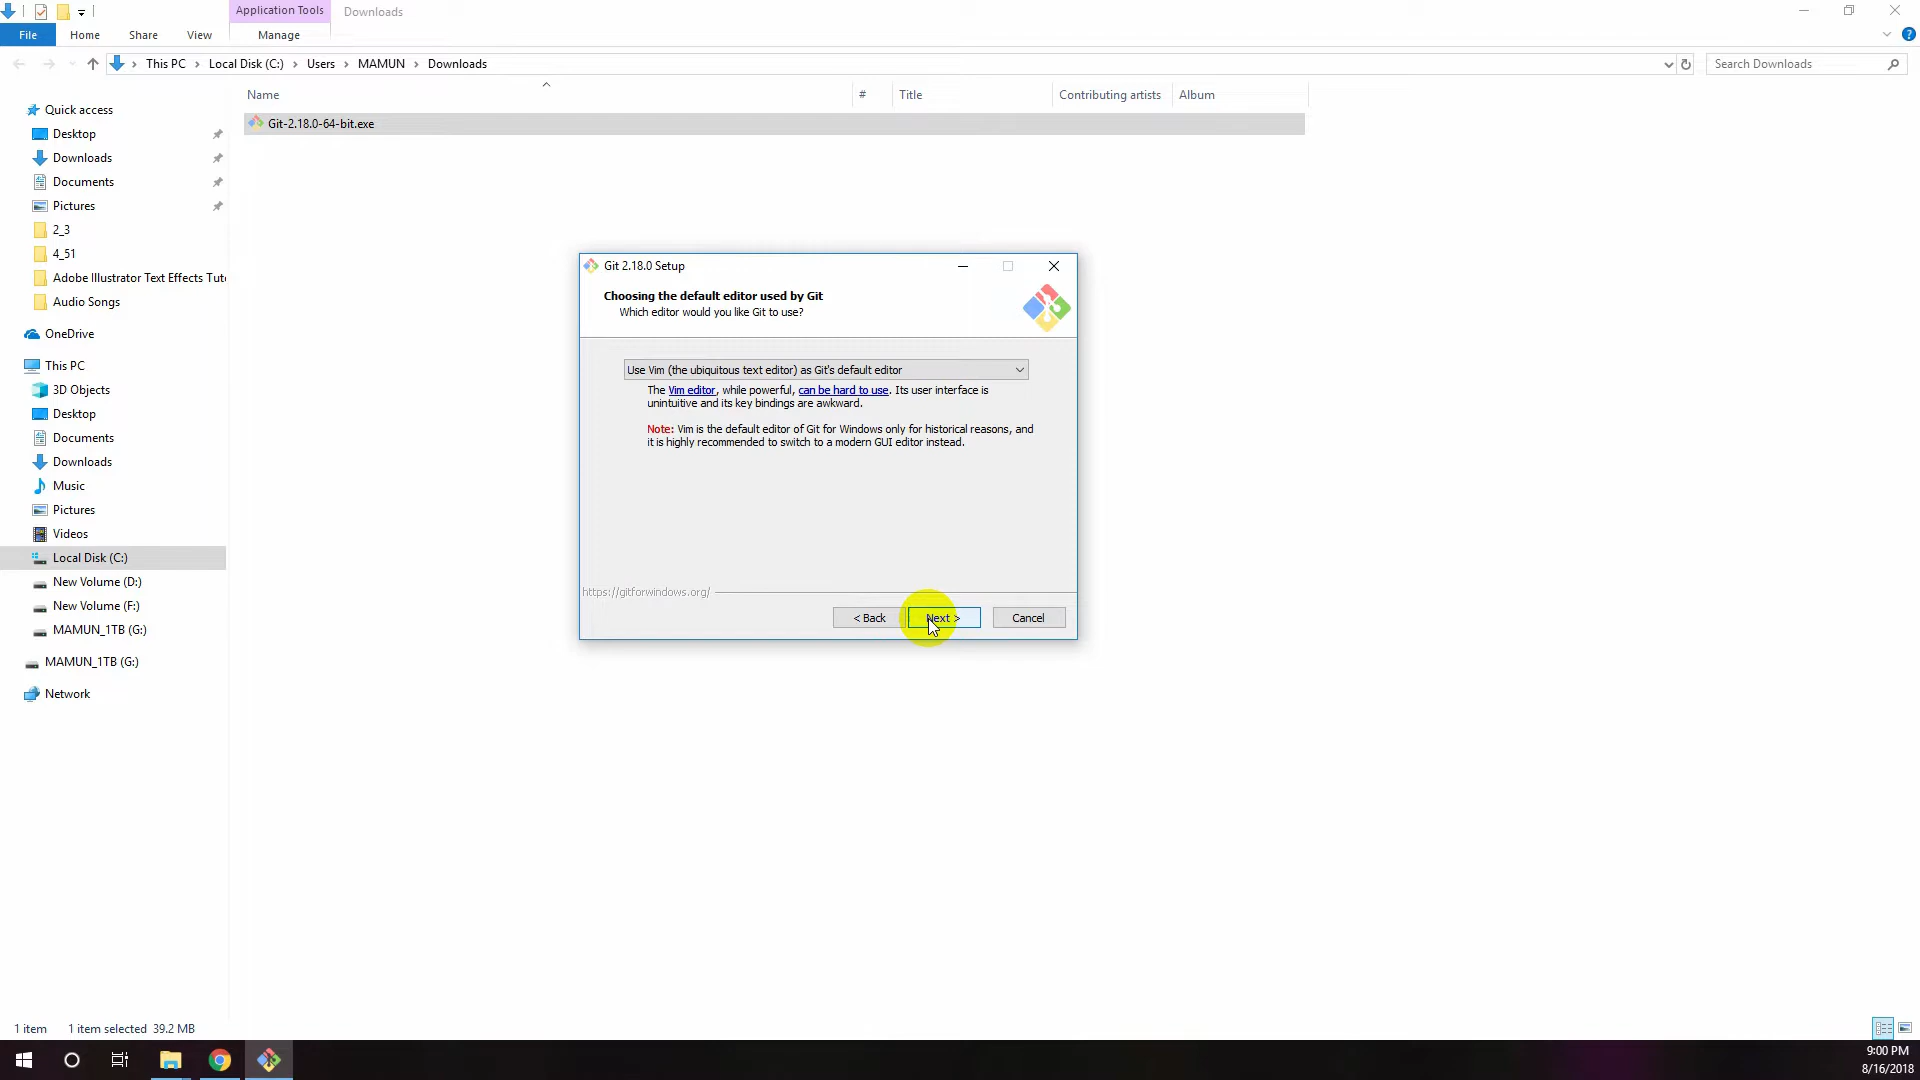 Application Tools
Downloads
File
Home
Share
View
Manage
This PC
Local Disk (C:)
Users
MAMUN
Downloads
Search Downloads
Name
#
Title
Contributing artists
Album
Git-2.18.0-64-bit.exe
Quick access
Desktop
Downloads
Documents
Pictures
2_3
4_51
Adobe Illustrator Text Effects Tuto
Audio Songs
OneDrive
This PC
3D Objects
Desktop
Documents
Downloads
Music
Pictures
Videos
Local Disk (C:)
New Volume (D:)
New Volume (F:)
MAMUN_1TB (G:)
MAMUN_1TB (G:)
Network
Git 2.18.0 Setup
Choosing the default editor used by Git
Which editor would you like Git to use?
Use Vim (the ubiquitous text editor) as Git's default editor
The Vim editor, while powerful, can be hard to use. Its user interface is
unintuitive and its key bindings are awkward.
Note: Vim is the default editor of Git for Windows only for historical reasons, and
it is highly recommended to switch to a modern GUI editor instead.
https://gitforwindows.org/
< Back
Next >
Cancel
1 item
1 item selected 39.2 MB
9:00 PM
8/16/2018